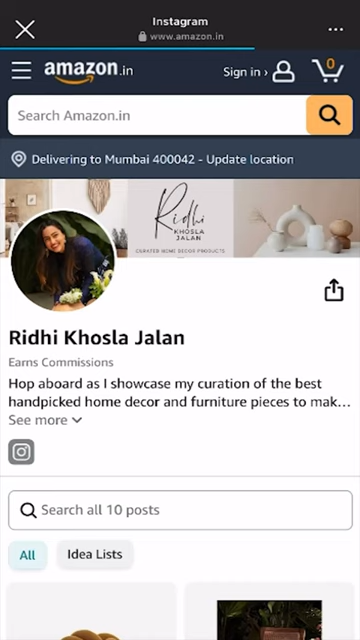 Instagram
www.amazon.in
amazon.in
Sign in ›
0
Search Amazon.in
Delivering to Mumbai 400042 - Update location
Ridhi
KHOSLA
JALAN
CURATED HOME DECOR PRODUCTS
Ridhi Khosla Jalan
Earns Commissions
Hop aboard as I showcase my curation of the best
handpicked home decor and furniture pieces to mak...
See more
Search all 10 posts
All
Idea Lists